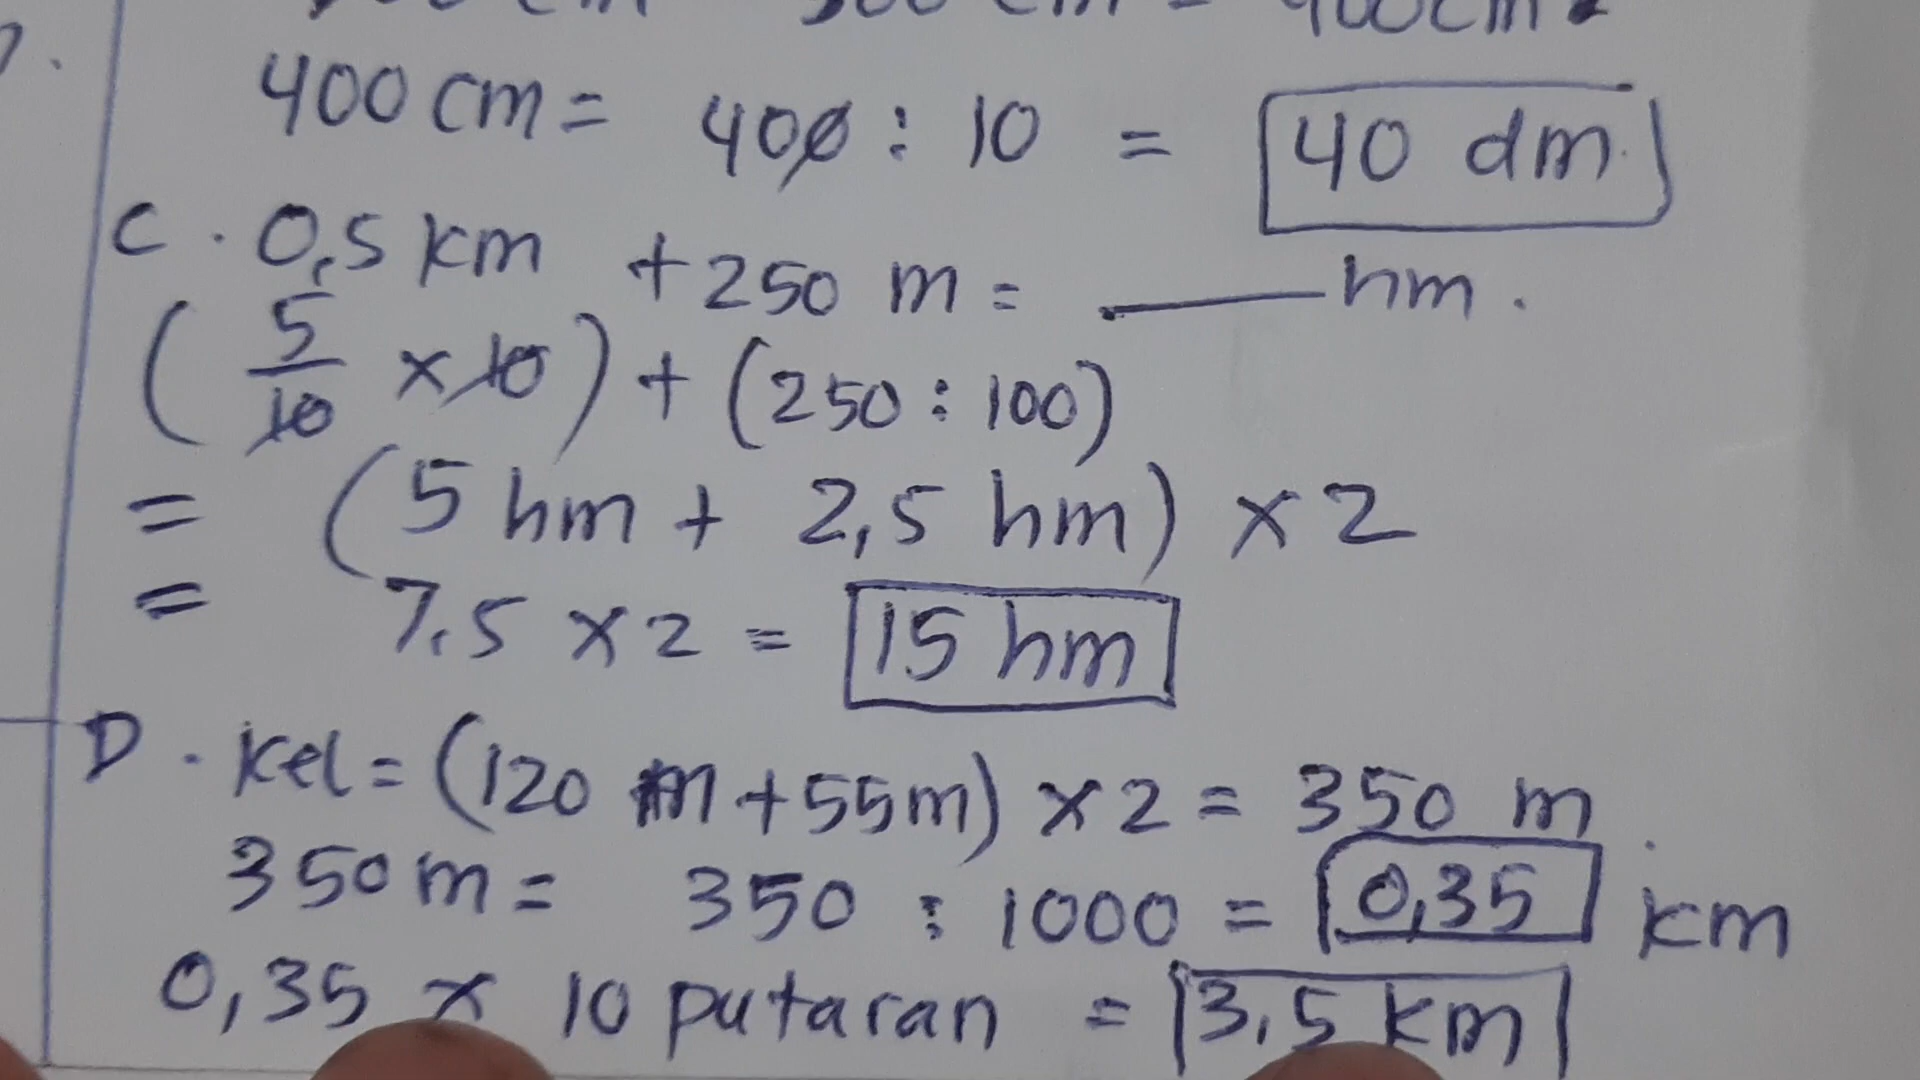 400 cm = 400 : 10 = 40 dm
C. 0,5 km + 250 m = ___ hm.
(5/10 x 10) + (250 : 100)
= (5 hm + 2,5 hm) x 2
= 7,5 x 2 = 15 hm
D. Kel = (120 m + 55 m) x 2 = 350 m
350 m = 350 : 1000 = 0,35 km
0,35 x 10 putaran = 3,5 km